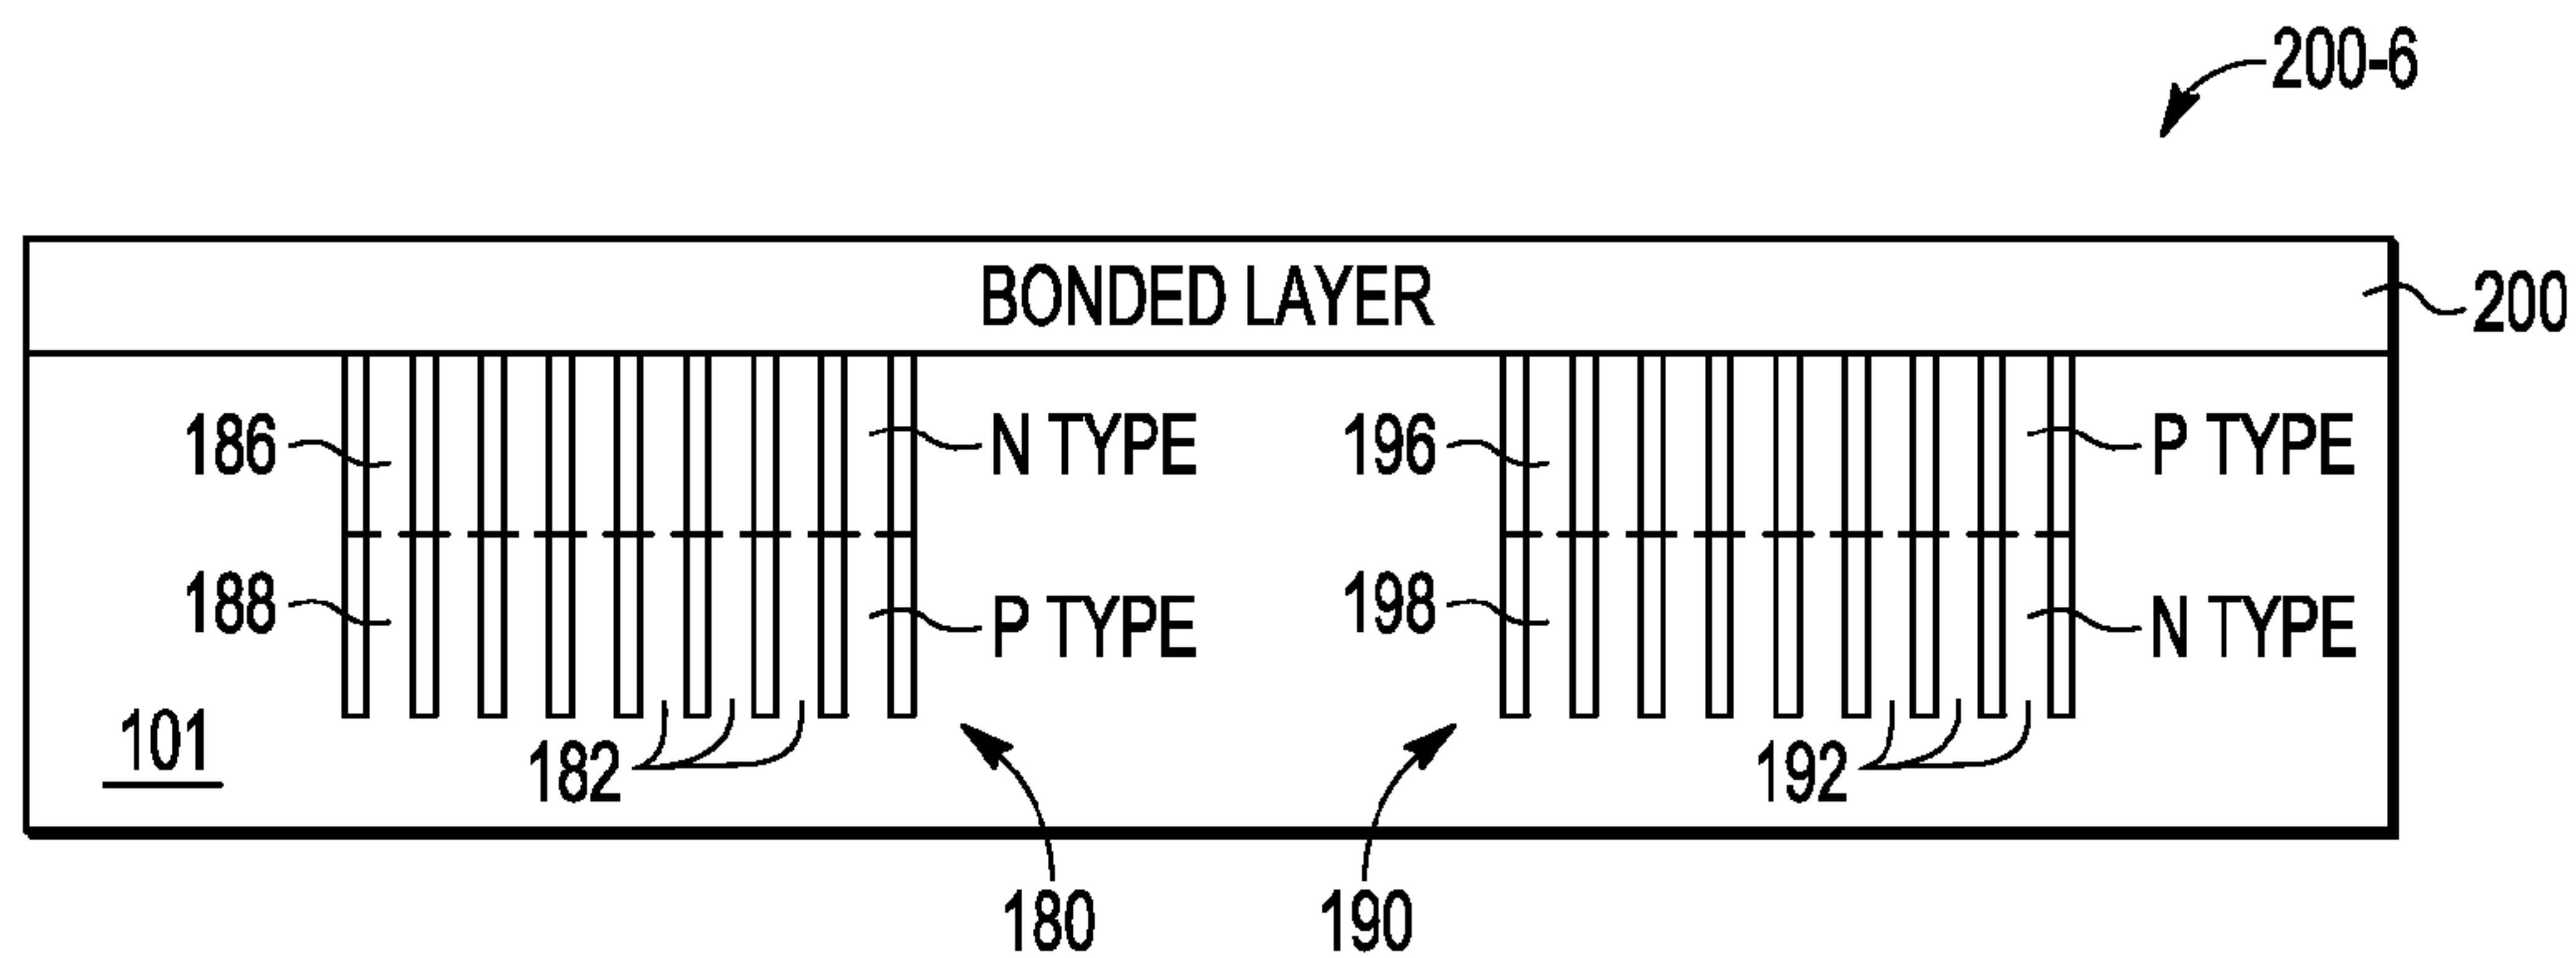 200-6
BONDED LAYER
200
186
N TYPE
196
P TYPE
188
P TYPE
198
N TYPE
101
182
192
180
190